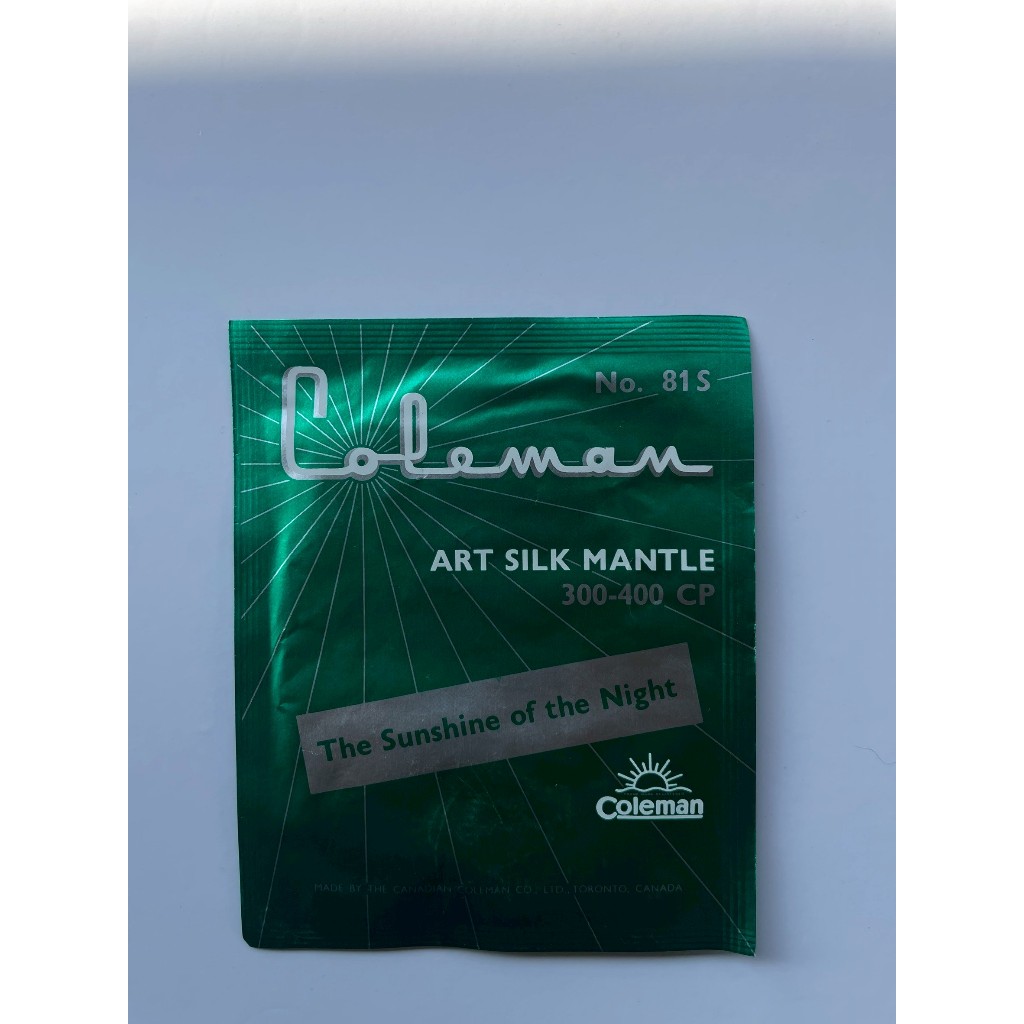 No. 81S
Coleman
ART SILK MANTLE
300-400 CP
The Sunshine of the Night
Coleman
MADE BY THE CANADIAN COLEMAN CO., LTD., TORONTO, CANADA